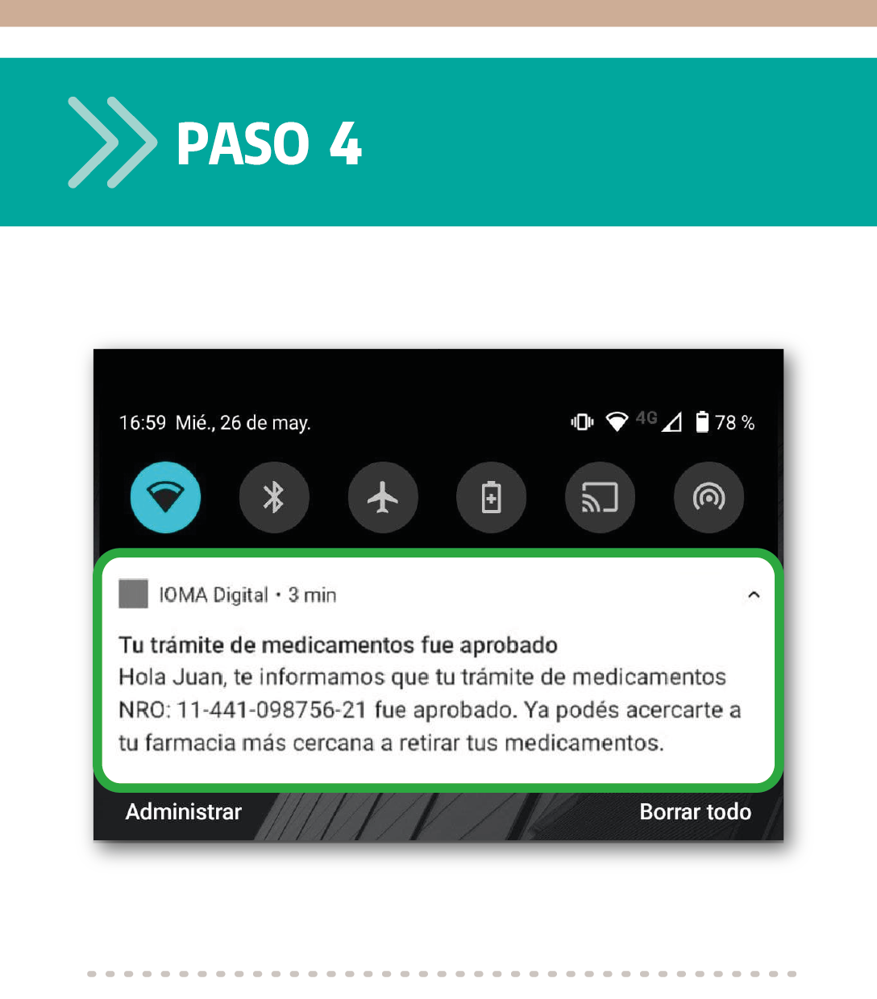 PASO 4
16:59 Mié., 26 de may.
4G 78 %
IOMA Digital • 3 min
Tu trámite de medicamentos fue aprobado
Hola Juan, te informamos que tu trámite de medicamentos
NRO: 11-441-098756-21 fue aprobado. Ya podés acercarte a
tu farmacia más cercana a retirar tus medicamentos.
Administrar
Borrar todo